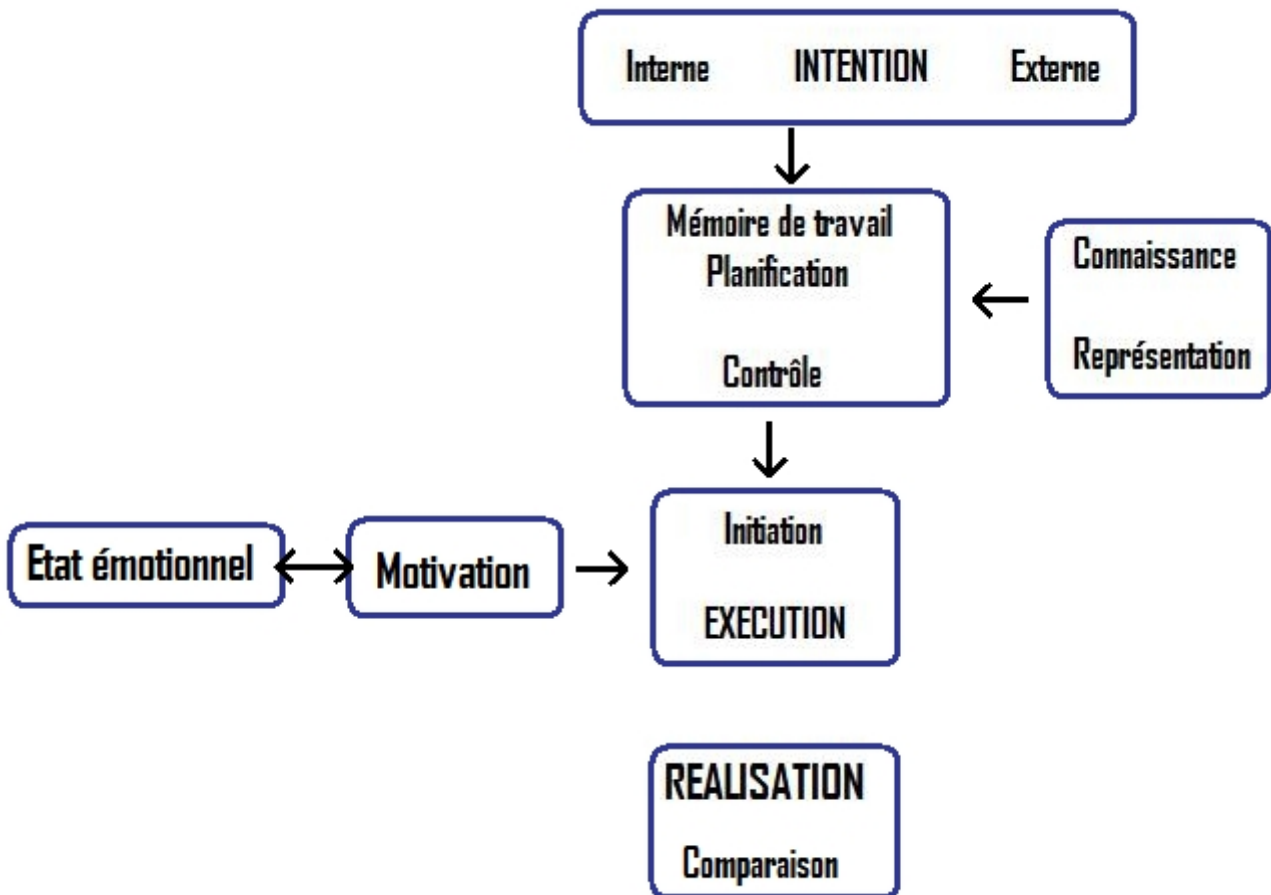 Interne INTENTION Externe
Mémoire de travail
Planification
Contrôle
Connaissance
Représentation
Initiation
EXECUTION
Etat émotionnel
Motivation
REALISATION
Comparaison